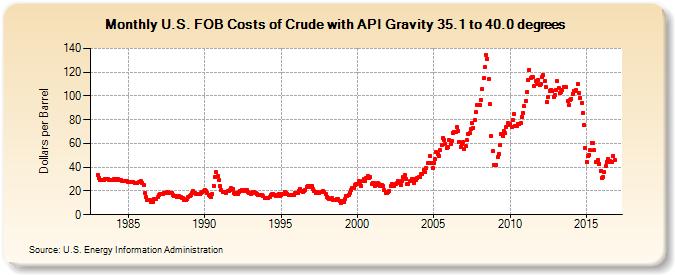 Monthly U.S. FOB Costs of Crude with API Gravity 35.1 to 40.0 degrees
Dollars per Barrel
140
120
100
80
60
40
20
0
1985 1990 1995 2000 2005 2010 2015
Source: U.S. Energy Information Administration